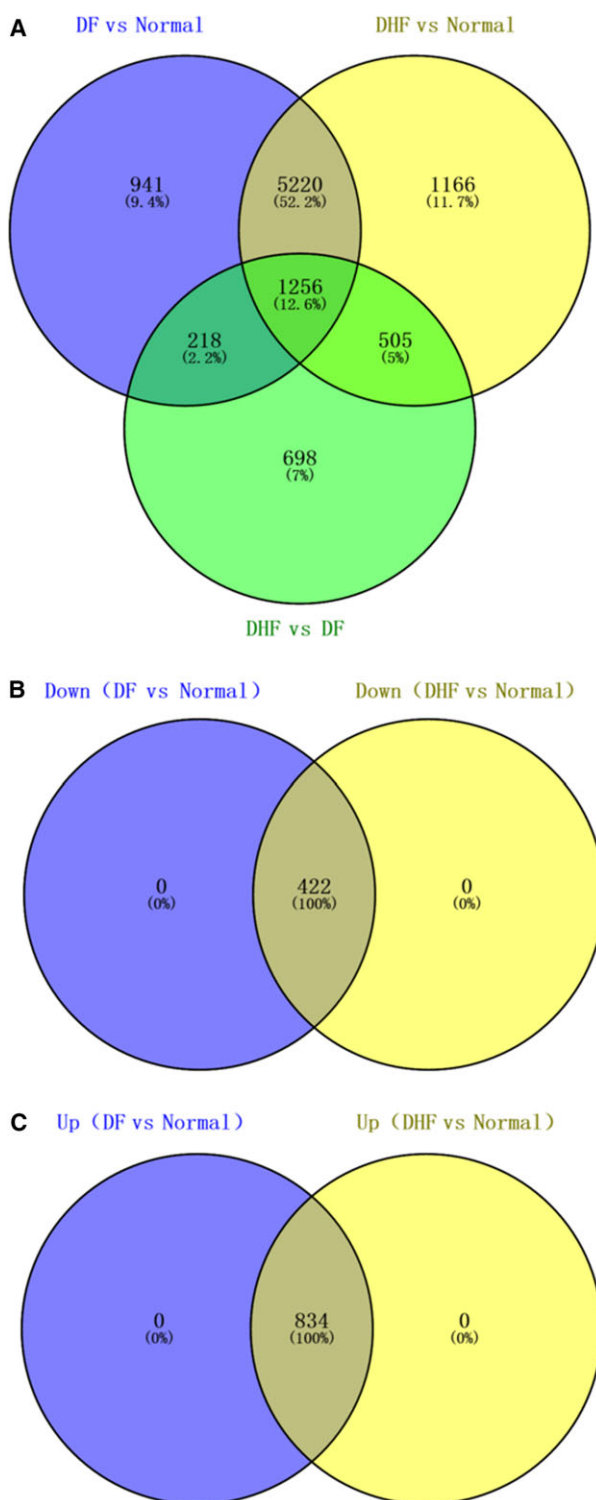 A
DF vs Normal
DHF vs Normal
941
(9.4%)
5220
(52.2%)
1166
(11.7%)
1256
(12.6%)
218
(2.2%)
505
(5%)
698
(7%)
DHF vs DF
B
Down（DF vs Normal）
Down（DHF vs Normal）
0
(0%)
422
(100%)
0
(0%)
C
Up（DF vs Normal）
Up（DHF vs Normal）
0
(0%)
834
(100%)
0
(0%)